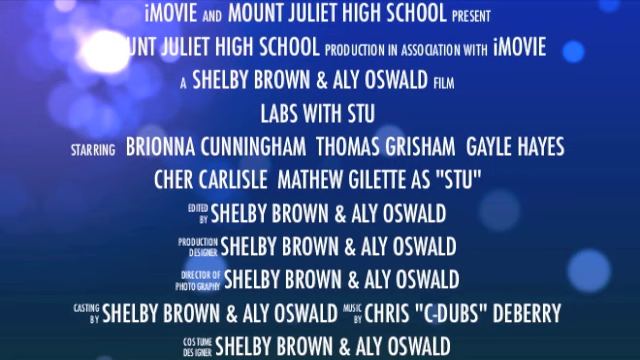 iMOVIE AND MOUNT JULIET HIGH SCHOOL PRESENT
MOUNT JULIET HIGH SCHOOL PRODUCTION IN ASSOCIATION WITH iMOVIE
A SHELBY BROWN & ALY OSWALD FILM
LABS WITH STU
STARRING BRIONNA CUNNINGHAM THOMAS GRISHAM GAYLE HAYES
CHER CARLISLE MATHEW GILETTE AS "STU"
EDITED BY SHELBY BROWN & ALY OSWALD
PRODUCTION DESIGNER SHELBY BROWN & ALY OSWALD
DIRECTOR OF PHOTOGRAPHY SHELBY BROWN & ALY OSWALD
CASTING BY SHELBY BROWN & ALY OSWALD MUSIC BY CHRIS "C-DUBS" DEBERRY
COSTUME DESIGNER SHELBY BROWN & ALY OSWALD